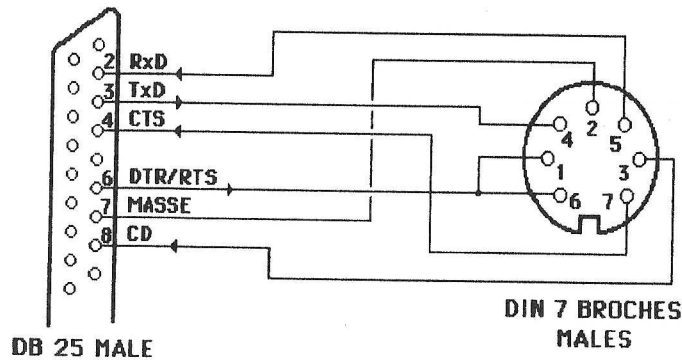 2 RxD
3 TxD
4 CTS
6 DTR/RTS
7 MASSE
8 CD
2
4 5
1 3
6 7
DIN 7 BROCHES
MALES
DB 25 MALE